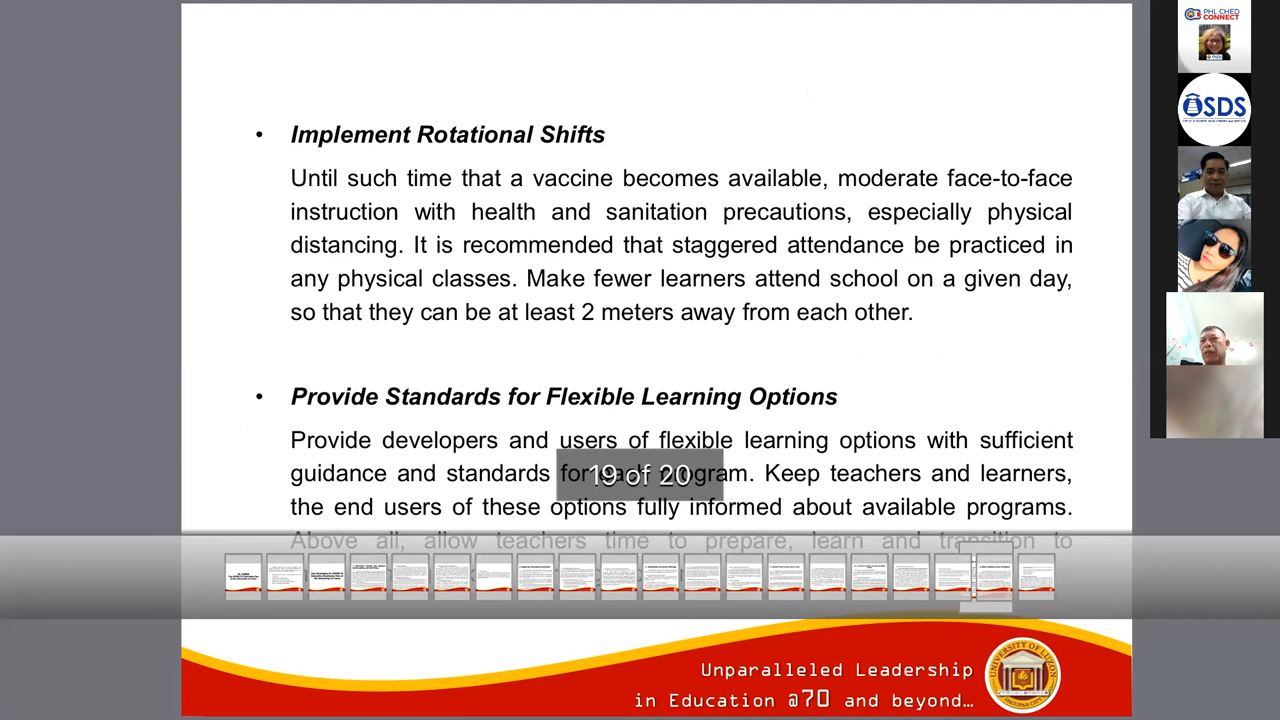 • Implement Rotational Shifts
Until such time that a vaccine becomes available, moderate face-to-face
instruction with health and sanitation precautions, especially physical
distancing. It is recommended that staggered attendance be practiced in
any physical classes. Make fewer learners attend school on a given day,
so that they can be at least 2 meters away from each other.
• Provide Standards for Flexible Learning Options
Provide developers and users of flexible learning options with sufficient
guidance and standards for each program. Keep teachers and learners,
19 of 20
the end users of these options fully informed about available programs.
Above all, allow teachers time to prepare, learn and transition to
Unparalleled Leadership
in Education @70 and beyond…
UNIVERSITY OF LUZON
DAGUPAN CITY
PHL CHED
CONNECT
OSDS